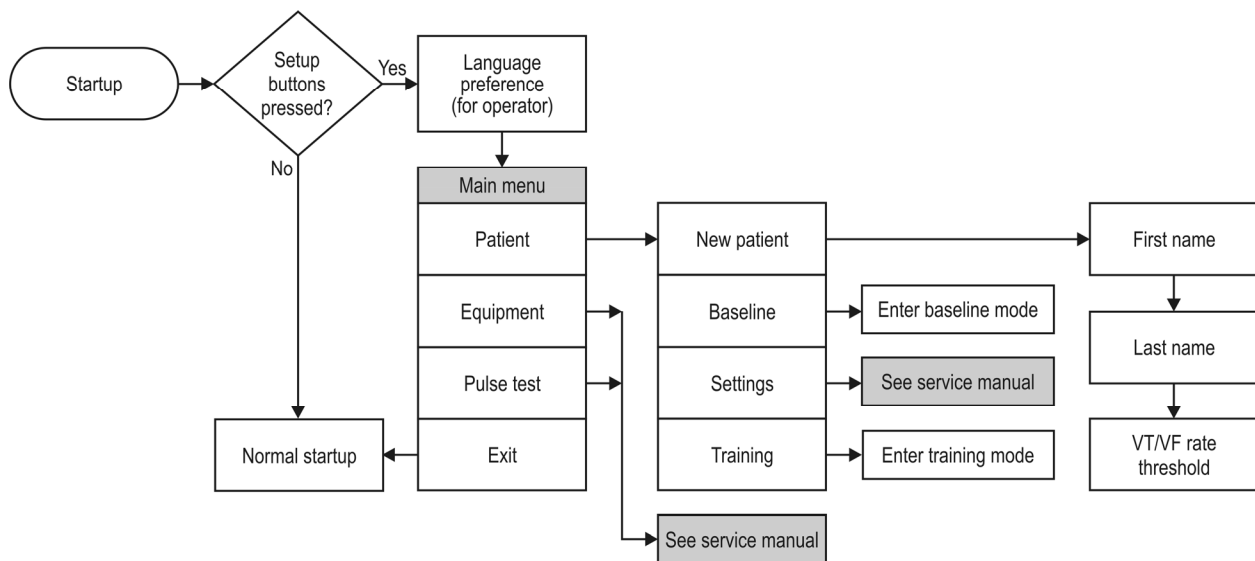 Startup
Setup
buttons
pressed?
Yes
No
Language
preference
(for operator)
Main menu
Patient
Equipment
Pulse test
Exit
Normal startup
New patient
Baseline
Settings
Training
Enter baseline mode
See service manual
Enter training mode
See service manual
First name
Last name
VT/VF rate
threshold